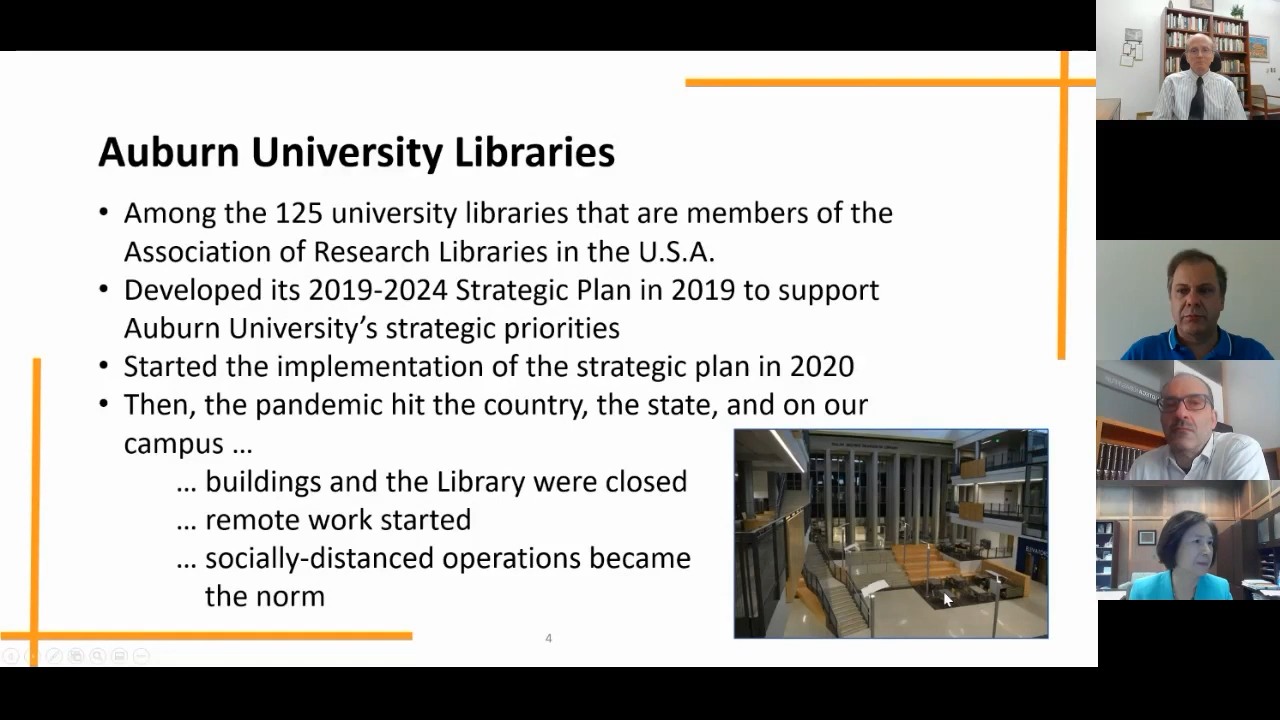 Auburn University Libraries
• Among the 125 university libraries that are members of the
Association of Research Libraries in the U.S.A.
• Developed its 2019-2024 Strategic Plan in 2019 to support
Auburn University’s strategic priorities
• Started the implementation of the strategic plan in 2020
• Then, the pandemic hit the country, the state, and on our
campus …
… buildings and the Library were closed
… remote work started
… socially-distanced operations became
the norm
4